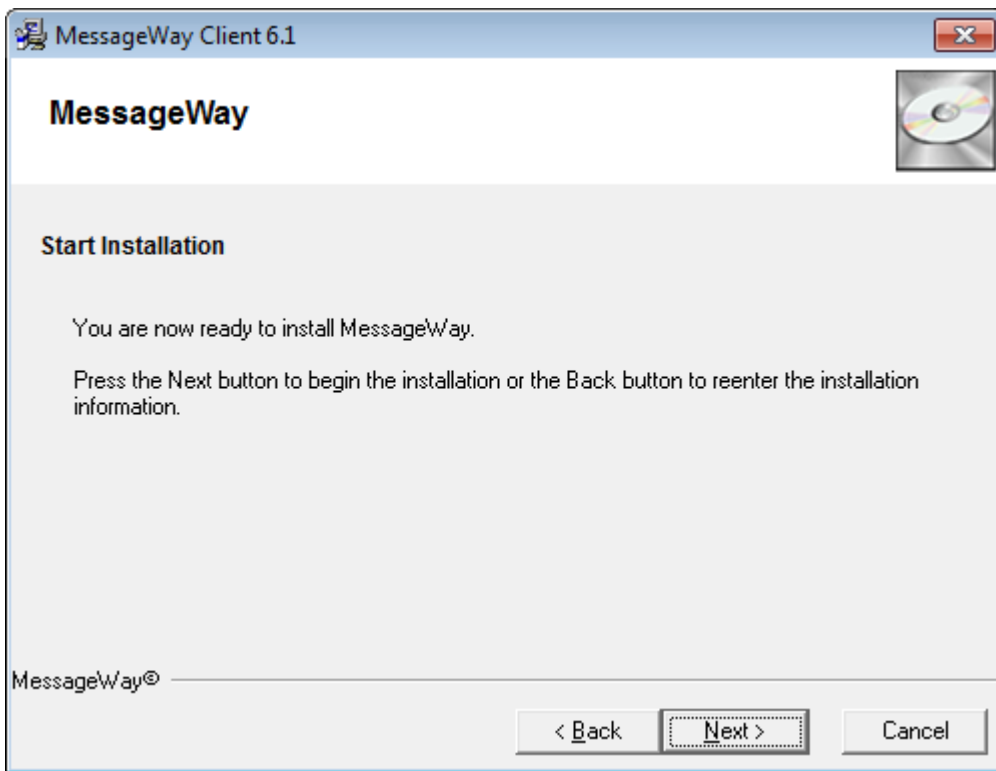 MessageWay Client 6.1
MessageWay
Start Installation
You are now ready to install MessageWay.
Press the Next button to begin the installation or the Back button to reenter the installation
information.
MessageWay©
< Back
Next >
Cancel